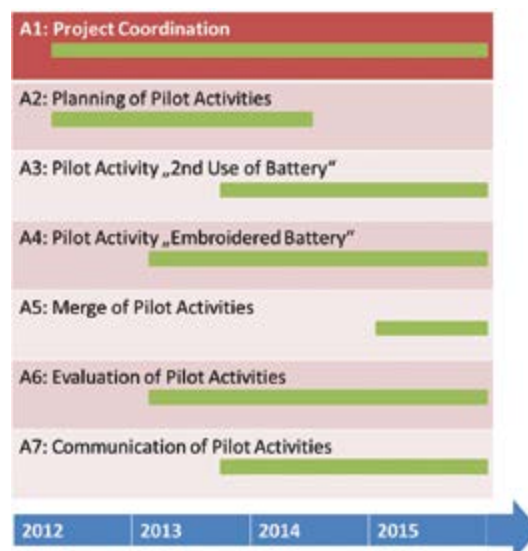 A1: Project Coordination
A2: Planning of Pilot Activities
A3: Pilot Activity „2nd Use of Battery“
A4: Pilot Activity „Embroidered Battery“
A5: Merge of Pilot Activities
A6: Evaluation of Pilot Activities
A7: Communication of Pilot Activities
2012 2013 2014 2015